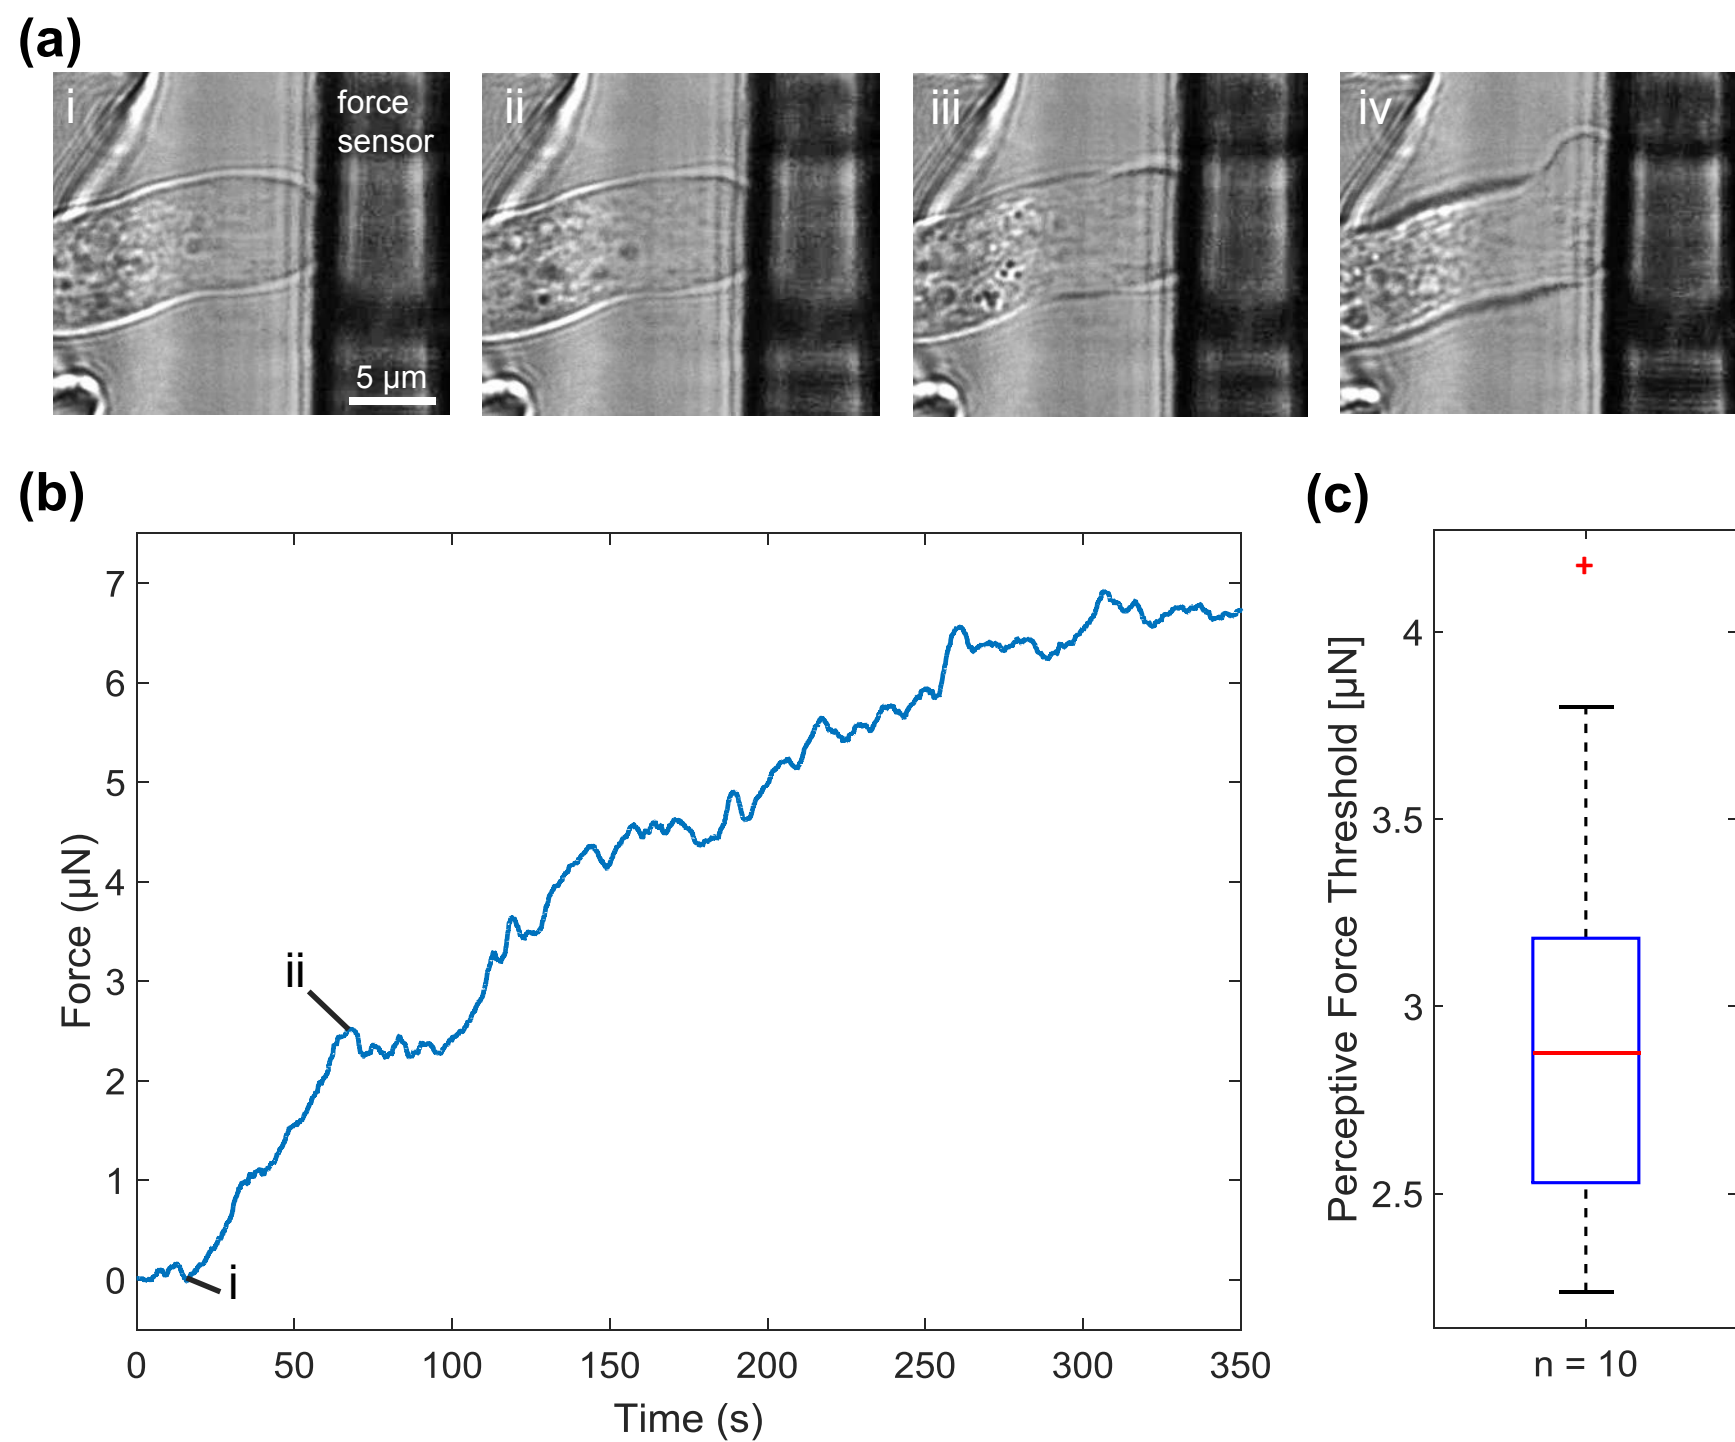 (a)
i
force
sensor
5 µm
ii
iii
iv
(b)
Force (µN)
7
6
5
4
3
2
1
0
ii
i
0 50 100 150 200 250 300 350
Time (s)
(c)
Perceptive Force Threshold [µN]
4
3.5
3
2.5
n = 10